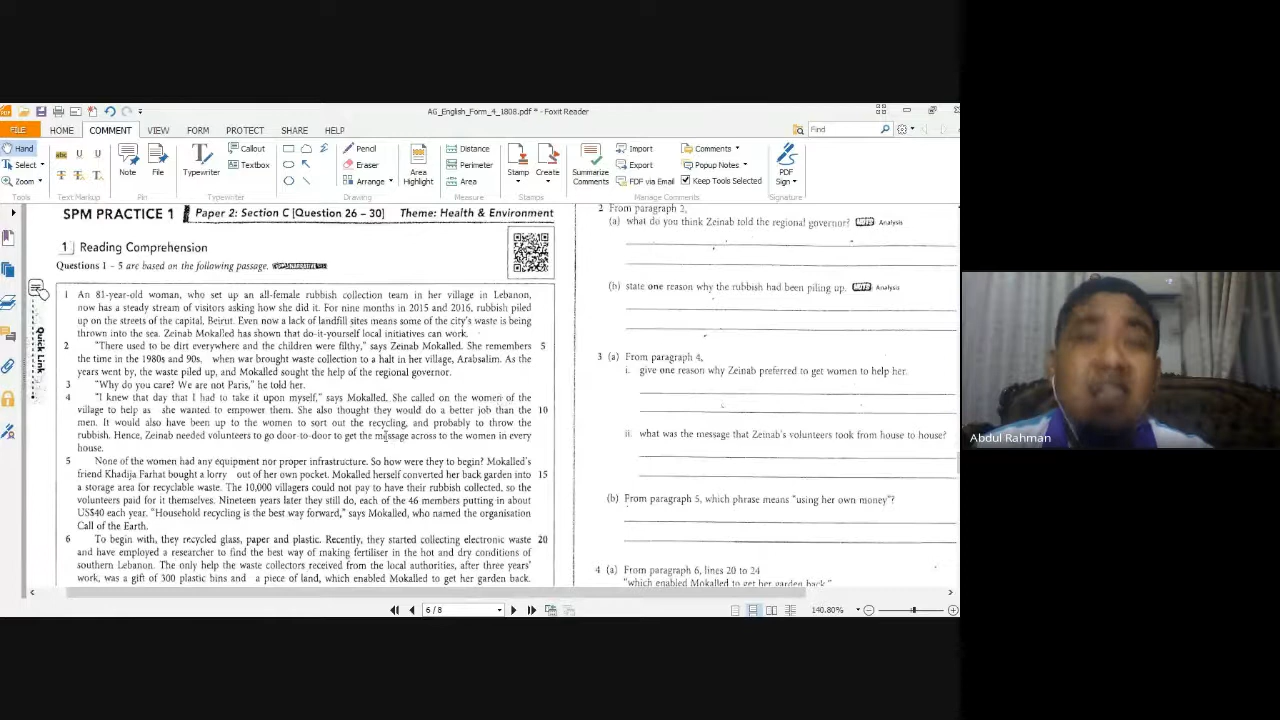 AG_English_Form_4_1808.pdf * - Foxit Reader
FILE HOME COMMENT VIEW FORM PROTECT SHARE HELP
Find
Hand
Select
Zoom
Tools
Text Markup
Note
File
Pin
Typewriter
Callout
Textbox
Typewriter
Pencil
Eraser
Arrange
Drawing
Area Highlight
Distance
Perimeter
Area
Measure
Stamp
Create
Stamps
Summarize Comments
Import
Export
FDF via Email
Comments
Popup Notes
Keep Tools Selected
Manage Comments
PDF Sign
Signature
Quick Link
SPM PRACTICE 1 Paper 2: Section C [Question 26 – 30] Theme: Health & Environment
1 Reading Comprehension
Questions 1 – 5 are based on the following passage.
1 An 81-year-old woman, who set up an all-female rubbish collection team in her village in Lebanon,
now has a steady stream of visitors asking how she did it. For nine months in 2015 and 2016, rubbish piled
up on the streets of the capital, Beirut. Even now a lack of landfill sites means some of the city's waste is being
thrown into the sea. Zeinab Mokalled has shown that do-it-yourself local initiatives can work.
2 "There used to be dirt everywhere and the children were filthy," says Zeinab Mokalled. She remembers 5
the time in the 1980s and 90s, when war brought waste collection to a halt in her village, Arabsalim. As the
years went by, the waste piled up, and Mokalled sought the help of the regional governor.
3 "Why do you care? We are not Paris," he told her.
4 "I knew that day that I had to take it upon myself," says Mokalled. She called on the women of the
village to help as she wanted to empower them. She also thought they would do a better job than the 10
men. It would also have been up to the women to sort out the recycling, and probably to throw the
rubbish. Hence, Zeinab needed volunteers to go door-to-door to get the message across to the women in every
house.
5 None of the women had any equipment nor proper infrastructure. So how were they to begin? Mokalled's
friend Khadija Farhat bought a lorry out of her own pocket. Mokalled herself converted her back garden into 15
a storage area for recyclable waste. The 10,000 villagers could not pay to have their rubbish collected, so the
volunteers paid for it themselves. Nineteen years later they still do, each of the 46 members putting in about
US$40 each year. "Household recycling is the best way forward," says Mokalled, who named the organisation
Call of the Earth.
6 To begin with, they recycled glass, paper and plastic. Recently, they started collecting electronic waste 20
and have employed a researcher to find the best way of making fertiliser in the hot and dry conditions of
southern Lebanon. The only help the waste collectors received from the local authorities, after three years'
work, was a gift of 300 plastic bins and a piece of land, which enabled Mokalled to get her garden back.
2 From paragraph 2,
(a) what do you think Zeinab told the regional governor? Analysis
(b) state one reason why the rubbish had been piling up. Analysis
3 (a) From paragraph 4,
i. give one reason why Zeinab preferred to get women to help her.
ii. what was the message that Zeinab's volunteers took from house to house?
(b) From paragraph 5, which phrase means "using her own money"?
4 (a) From paragraph 6, lines 20 to 24
"which enabled Mokalled to get her garden back."
6 / 8
140.80%
Abdul Rahman